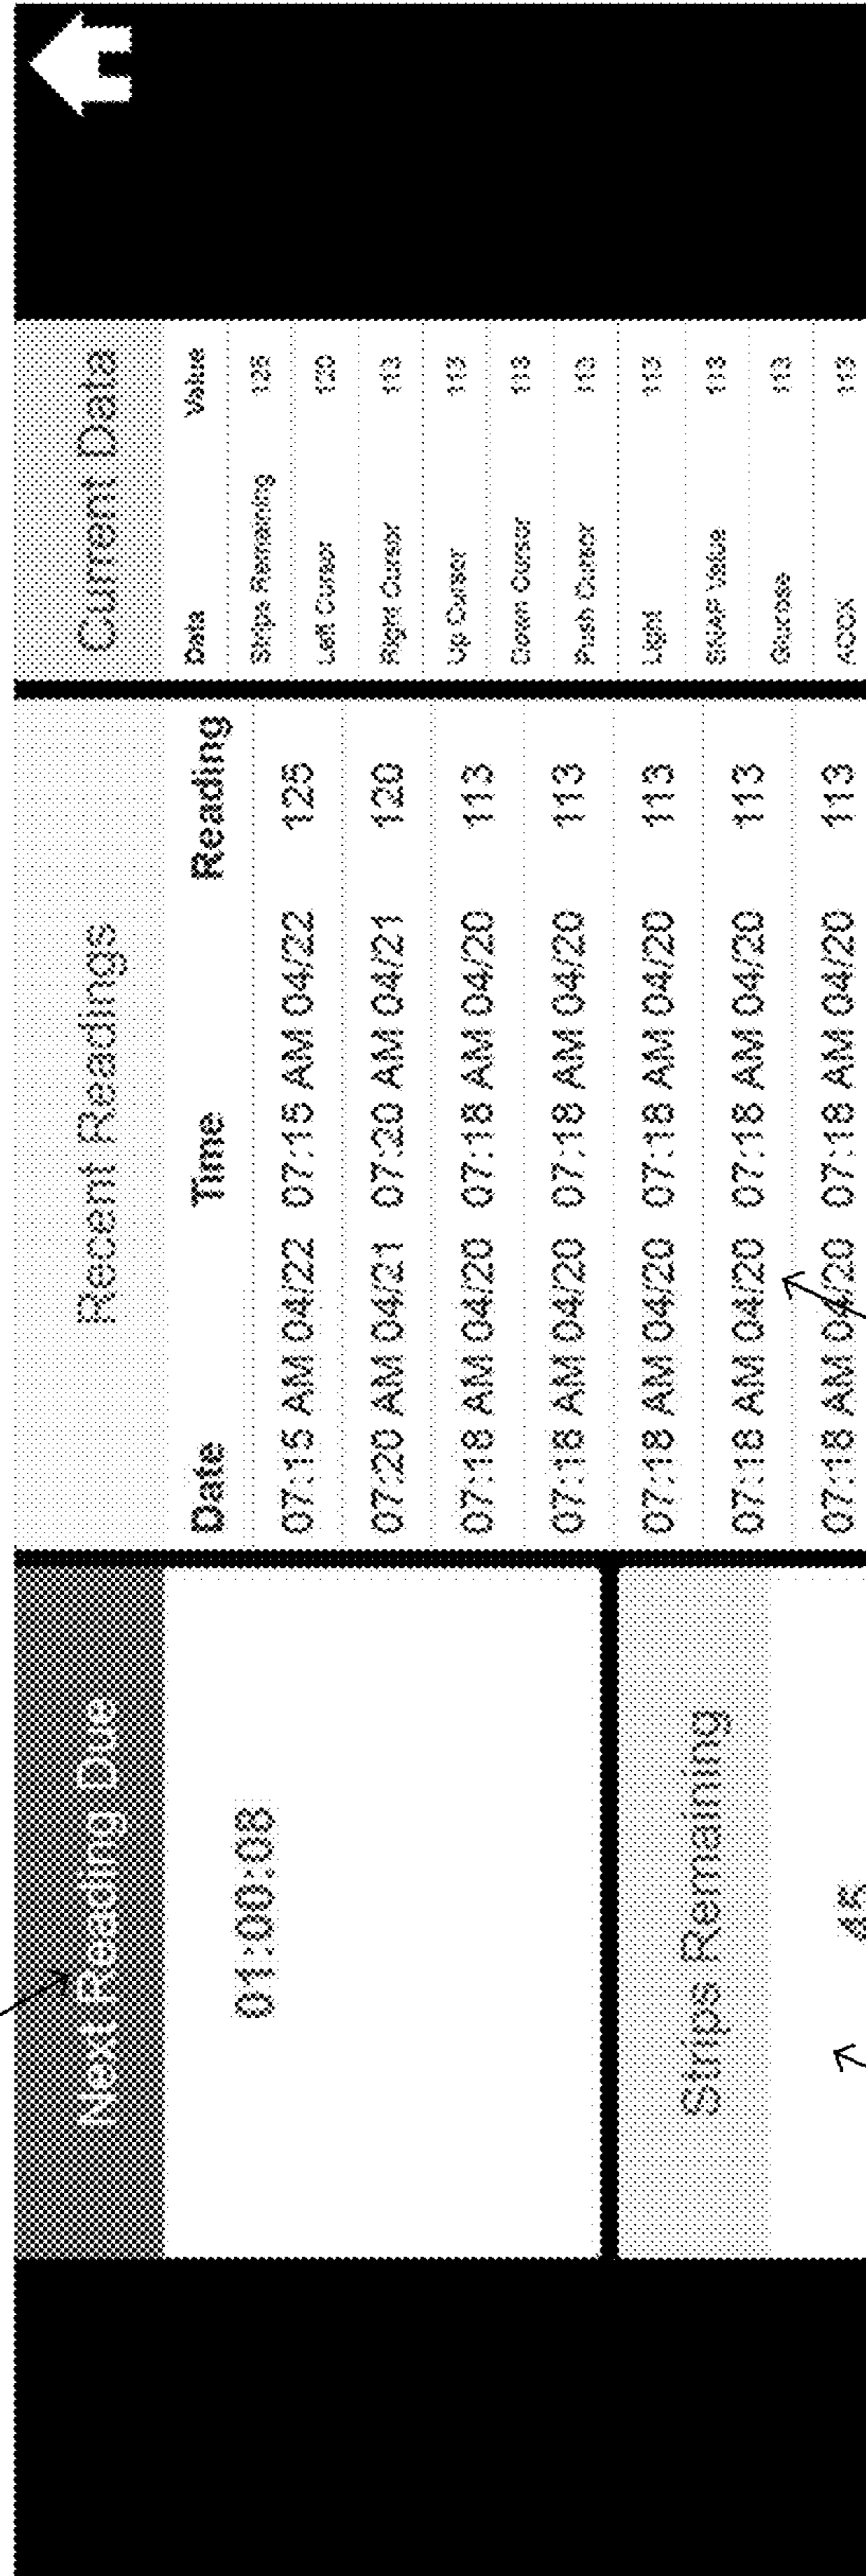 Next Reading Due
01:00:08
Strips Remaining
45
Recent Readings
Date Time Reading
07:15 AM 04/22 07:15 AM 04/22 125
07:20 AM 04/21 07:20 AM 04/21 120
07:18 AM 04/20 07:18 AM 04/20 113
07:18 AM 04/20 07:18 AM 04/20 113
07:18 AM 04/20 07:18 AM 04/20 113
07:18 AM 04/20 07:18 AM 04/20 113
07:18 AM 04/20 07:18 AM 04/20 113
Current Data
Data Value
Strips Remaining 125
Left Cursor 120
Right Cursor 113
Up Cursor 113
Down Cursor 113
Push Cursor 113
Light 113
SNAP Value 113
Glucose 113
113